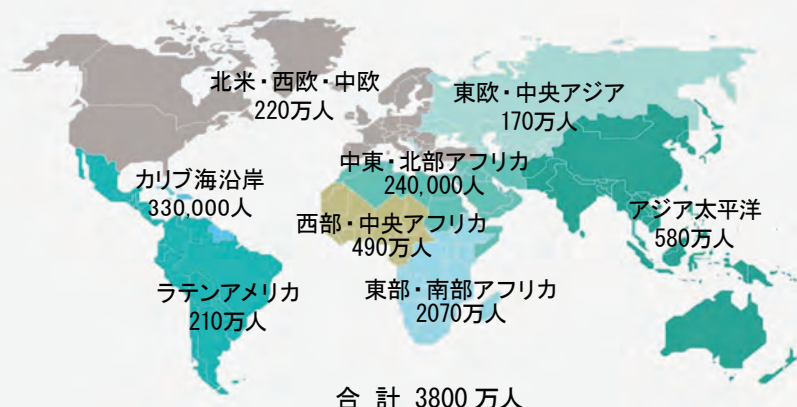 北米・西欧・中欧
220万人
東欧・中央アジア
170万人
中東・北部アフリカ
240,000人
カリブ海沿岸
330,000人
西部・中央アフリカ
490万人
アジア太平洋
580万人
ラテンアメリカ
210万人
東部・南部アフリカ
2070万人
合 計 3800 万人